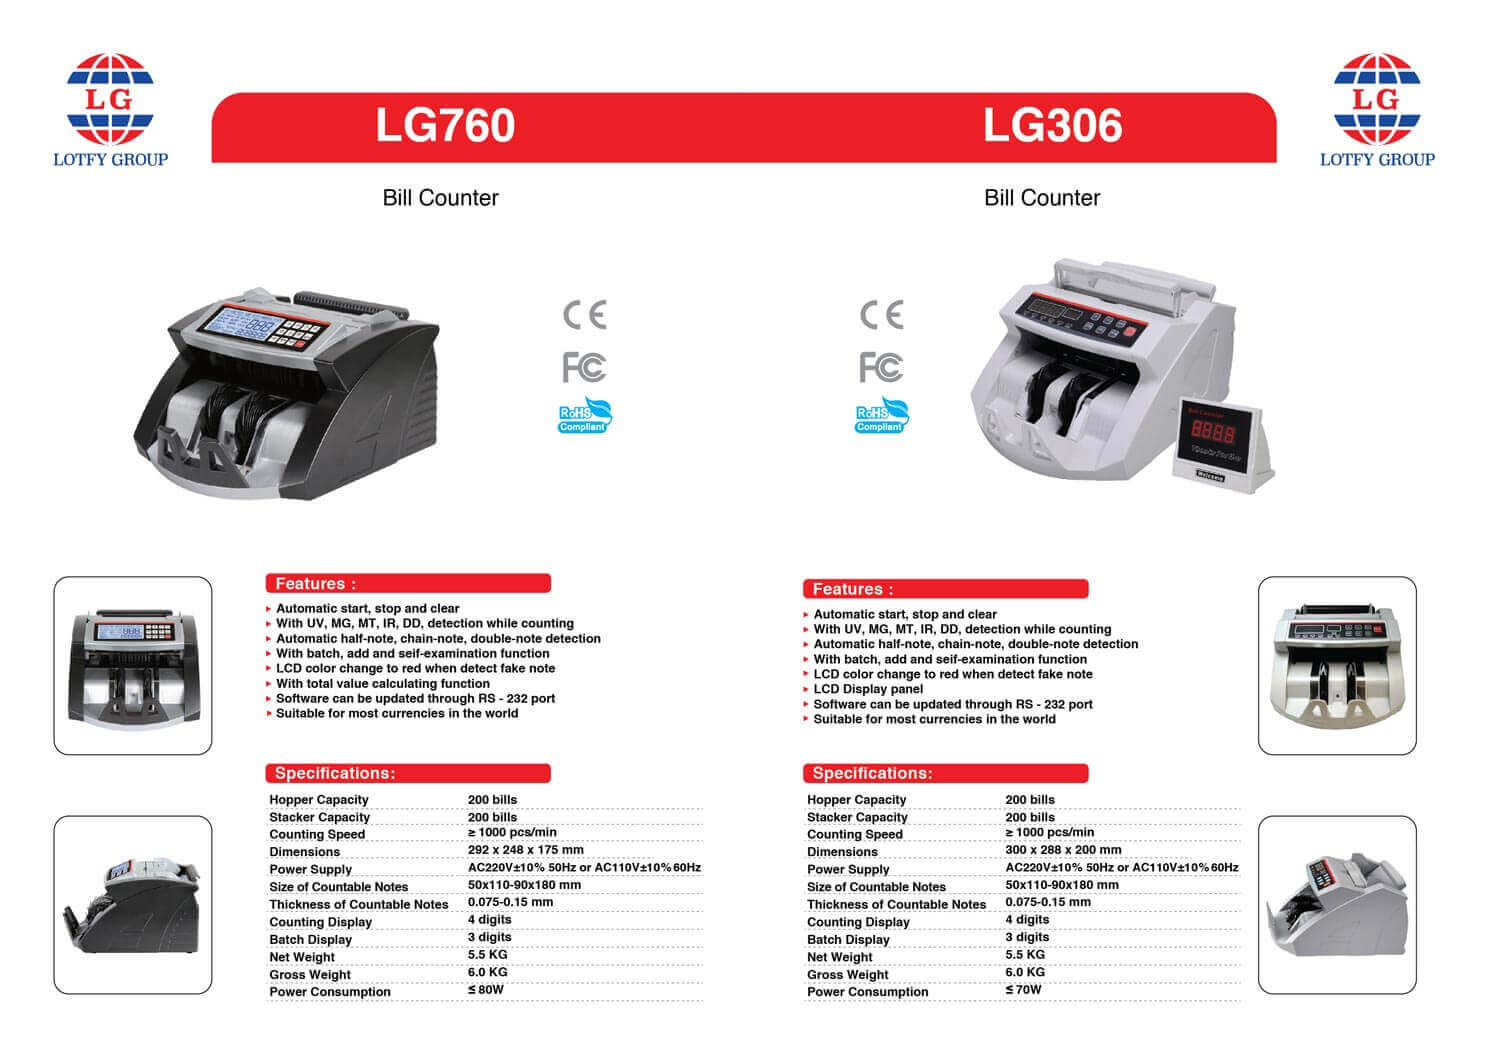 LG
LOTFY GROUP
LG760
LG306
LG
LOTFY GROUP
Bill Counter
CE
FC
RoHS
Compliant
Bill Counter
CE
FC
RoHS
Compliant
8888
Features :
▸ Automatic start, stop and clear
▸ With UV, MG, MT, IR, DD, detection while counting
▸ Automatic half-note, chain-note, double-note detection
▸ With batch, add and seif-examination function
▸ LCD color change to red when detect fake note
▸ With total value calculating function
▸ Software can be updated through RS - 232 port
▸ Suitable for most currencies in the world
Specifications:
Hopper Capacity 200 bills
Stacker Capacity 200 bills
Counting Speed ≥ 1000 pcs/min
Dimensions 292 x 248 x 175 mm
Power Supply AC220V±10% 50Hz or AC110V±10%60Hz
Size of Countable Notes 50x110-90x180 mm
Thickness of Countable Notes 0.075-0.15 mm
Counting Display 4 digits
Batch Display 3 digits
Net Weight 5.5 KG
Gross Weight 6.0 KG
Power Consumption ≤ 80W
Features :
▸ Automatic start, stop and clear
▸ With UV, MG, MT, IR, DD, detection while counting
▸ Automatic half-note, chain-note, double-note detection
▸ With batch, add and seif-examination function
▸ LCD color change to red when detect fake note
▸ LCD Display panel
▸ Software can be updated through RS - 232 port
▸ Suitable for most currencies in the world
Specifications:
Hopper Capacity 200 bills
Stacker Capacity 200 bills
Counting Speed ≥ 1000 pcs/min
Dimensions 300 x 288 x 200 mm
Power Supply AC220V±10% 50Hz or AC110V±10%60Hz
Size of Countable Notes 50x110-90x180 mm
Thickness of Countable Notes 0.075-0.15 mm
Counting Display 4 digits
Batch Display 3 digits
Net Weight 5.5 KG
Gross Weight 6.0 KG
Power Consumption ≤ 70W